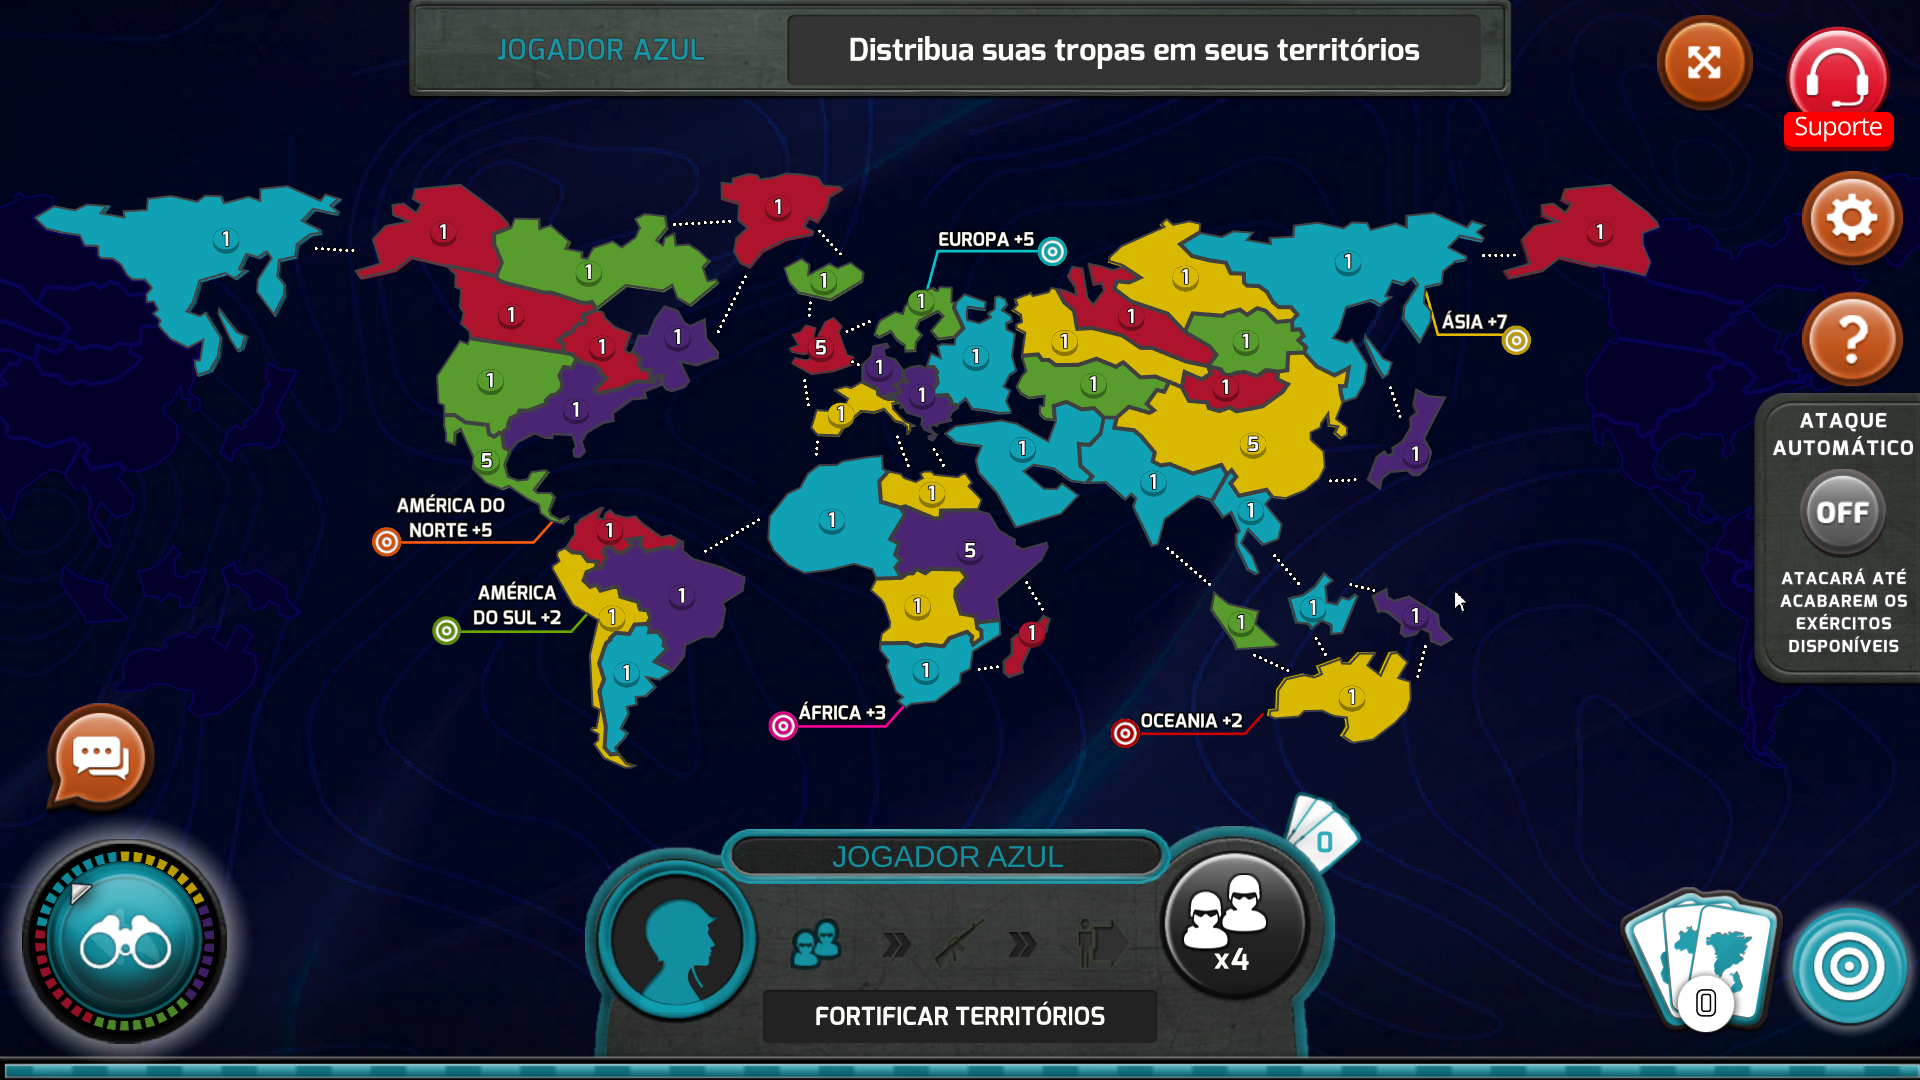 JOGADOR AZUL
Distribua suas tropas em seus territórios
Suporte
1
1
1
1
1
1
EUROPA +5
1
1
1
1
1
1
1
1
1
1
ÁSIA +7
1
5
1
1
1
1
1
1
1
1
1
1
1
ATAQUE
AUTOMÁTICO
OFF
ATACARÁ ATÉ
ACABAREM OS
EXÉRCITOS
DISPONÍVEIS
5
1
5
1
1
1
1
1
AMÉRICA DO
NORTE +5
1
5
AMÉRICA
DO SUL +2
1
1
1
1
1
1
1
1
1
1
ÁFRICA +3
OCEANIA +2
1
0
JOGADOR AZUL
x4
FORTIFICAR TERRITÓRIOS
0